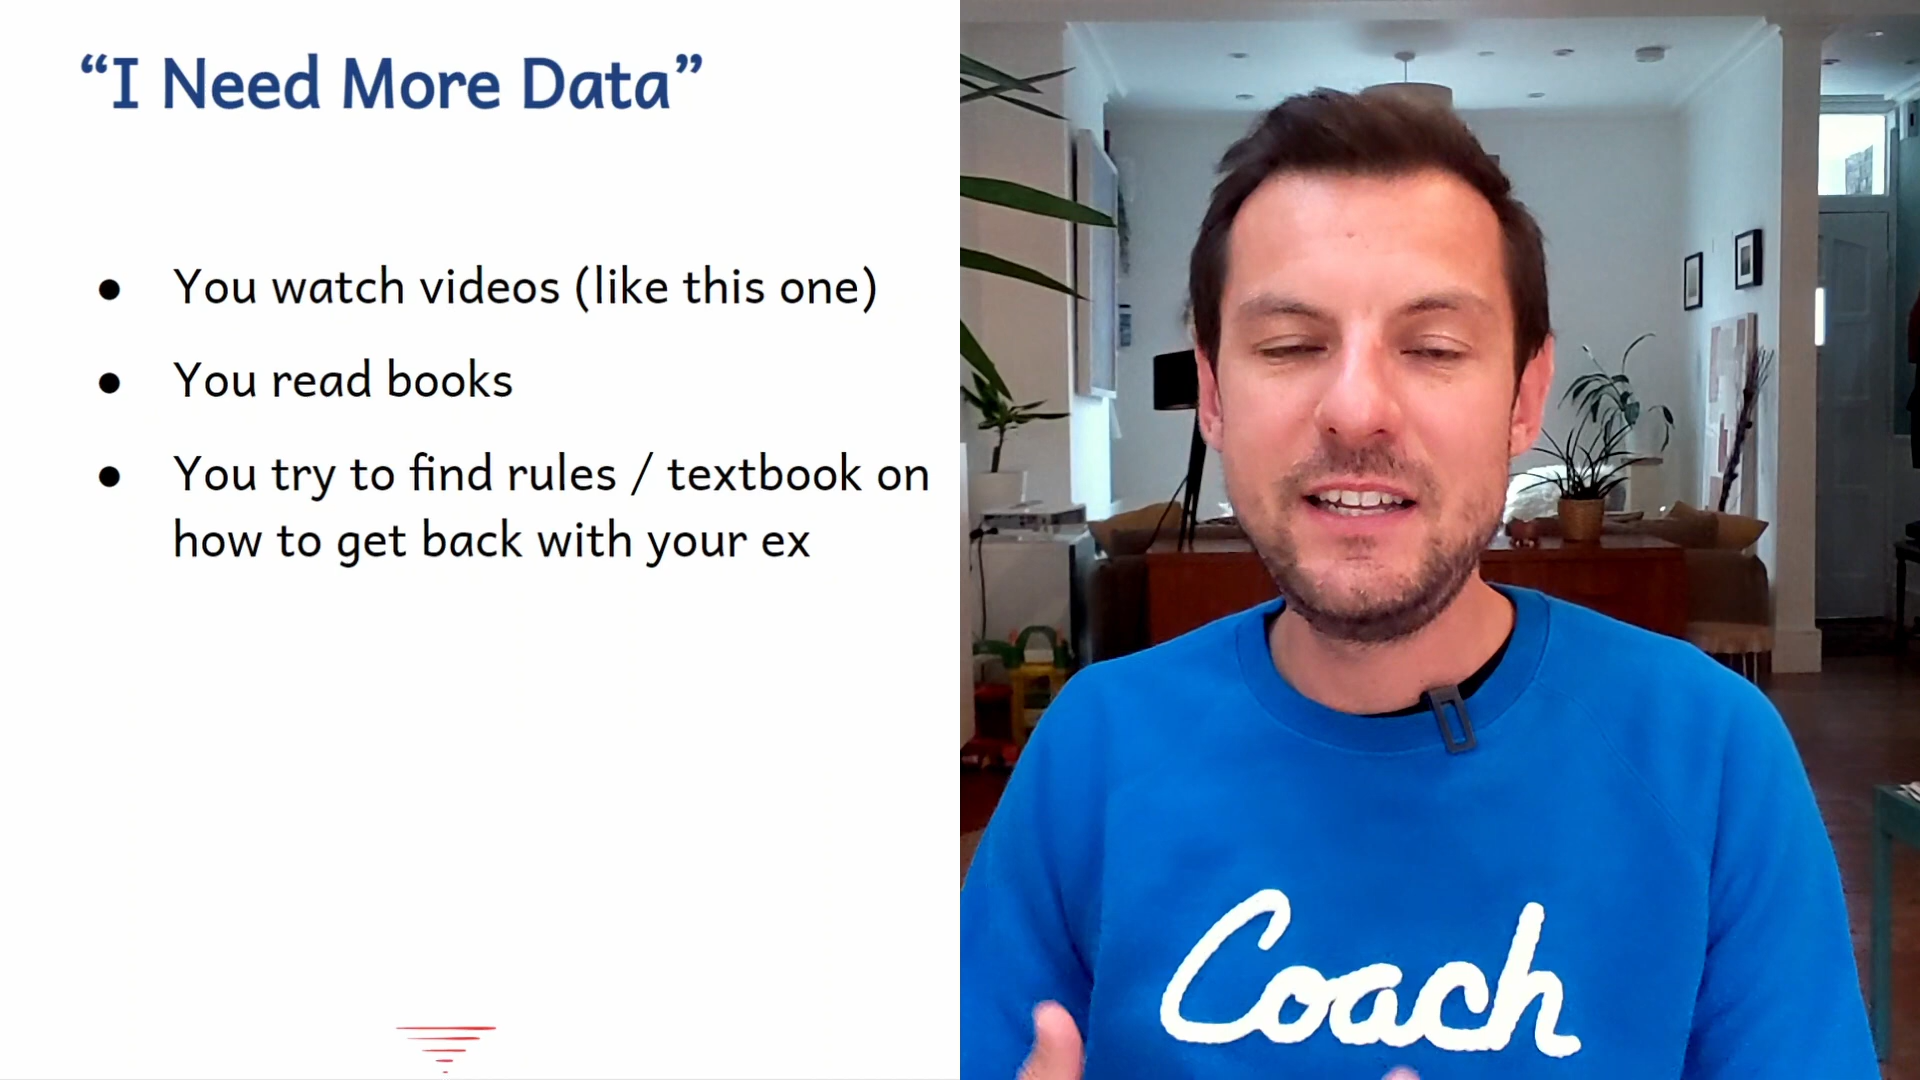 “I Need More Data”
● You watch videos (like this one)
● You read books
● You try to find rules / textbook on
how to get back with your ex
Coach